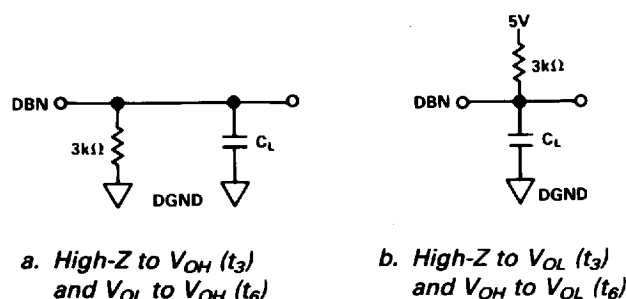 DBN
3kΩ
C_L
DGND
a. High-Z to V_OH (t_3)
and V_OL to V_OH (t_6)
5V
3kΩ
DBN
C_L
DGND
b. High-Z to V_OL (t_3)
and V_OH to V_OL (t_6)